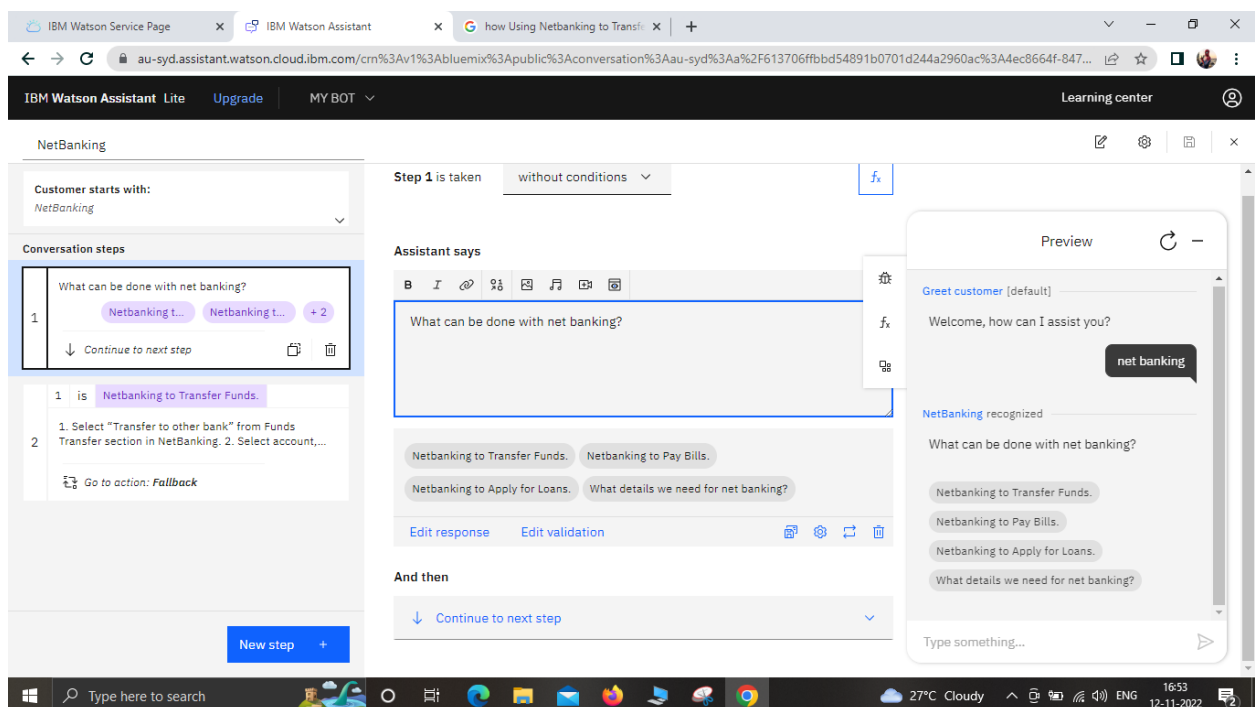 IBM Watson Service Page
IBM Watson Assistant
how Using Netbanking to Transfe
au-syd.assistant.watson.cloud.ibm.com/crn%3Av1%3Abluemix%3Apublic%3Aconversation%3Aau-syd%3Aa%2F613706ffbbd54891b0701d244a2960ac%3A4ec8664f-847...
IBM Watson Assistant Lite Upgrade MY BOT Learning center
NetBanking
Customer starts with:
NetBanking
Conversation steps
1
What can be done with net banking?
Netbanking t... Netbanking t... + 2
Continue to next step
1 is Netbanking to Transfer Funds.
2
1. Select “Transfer to other bank” from Funds
Transfer section in NetBanking. 2. Select account,...
Go to action: Fallback
New step +
Step 1 is taken without conditions
fx
Assistant says
B I
What can be done with net banking?
fx
Netbanking to Transfer Funds. Netbanking to Pay Bills.
Netbanking to Apply for Loans. What details we need for net banking?
Edit response Edit validation
And then
Continue to next step
Preview
Greet customer [default]
Welcome, how can I assist you?
net banking
NetBanking recognized
What can be done with net banking?
Netbanking to Transfer Funds.
Netbanking to Pay Bills.
Netbanking to Apply for Loans.
What details we need for net banking?
Type something...
Type here to search
27°C Cloudy ENG
16:53
12-11-2022
2